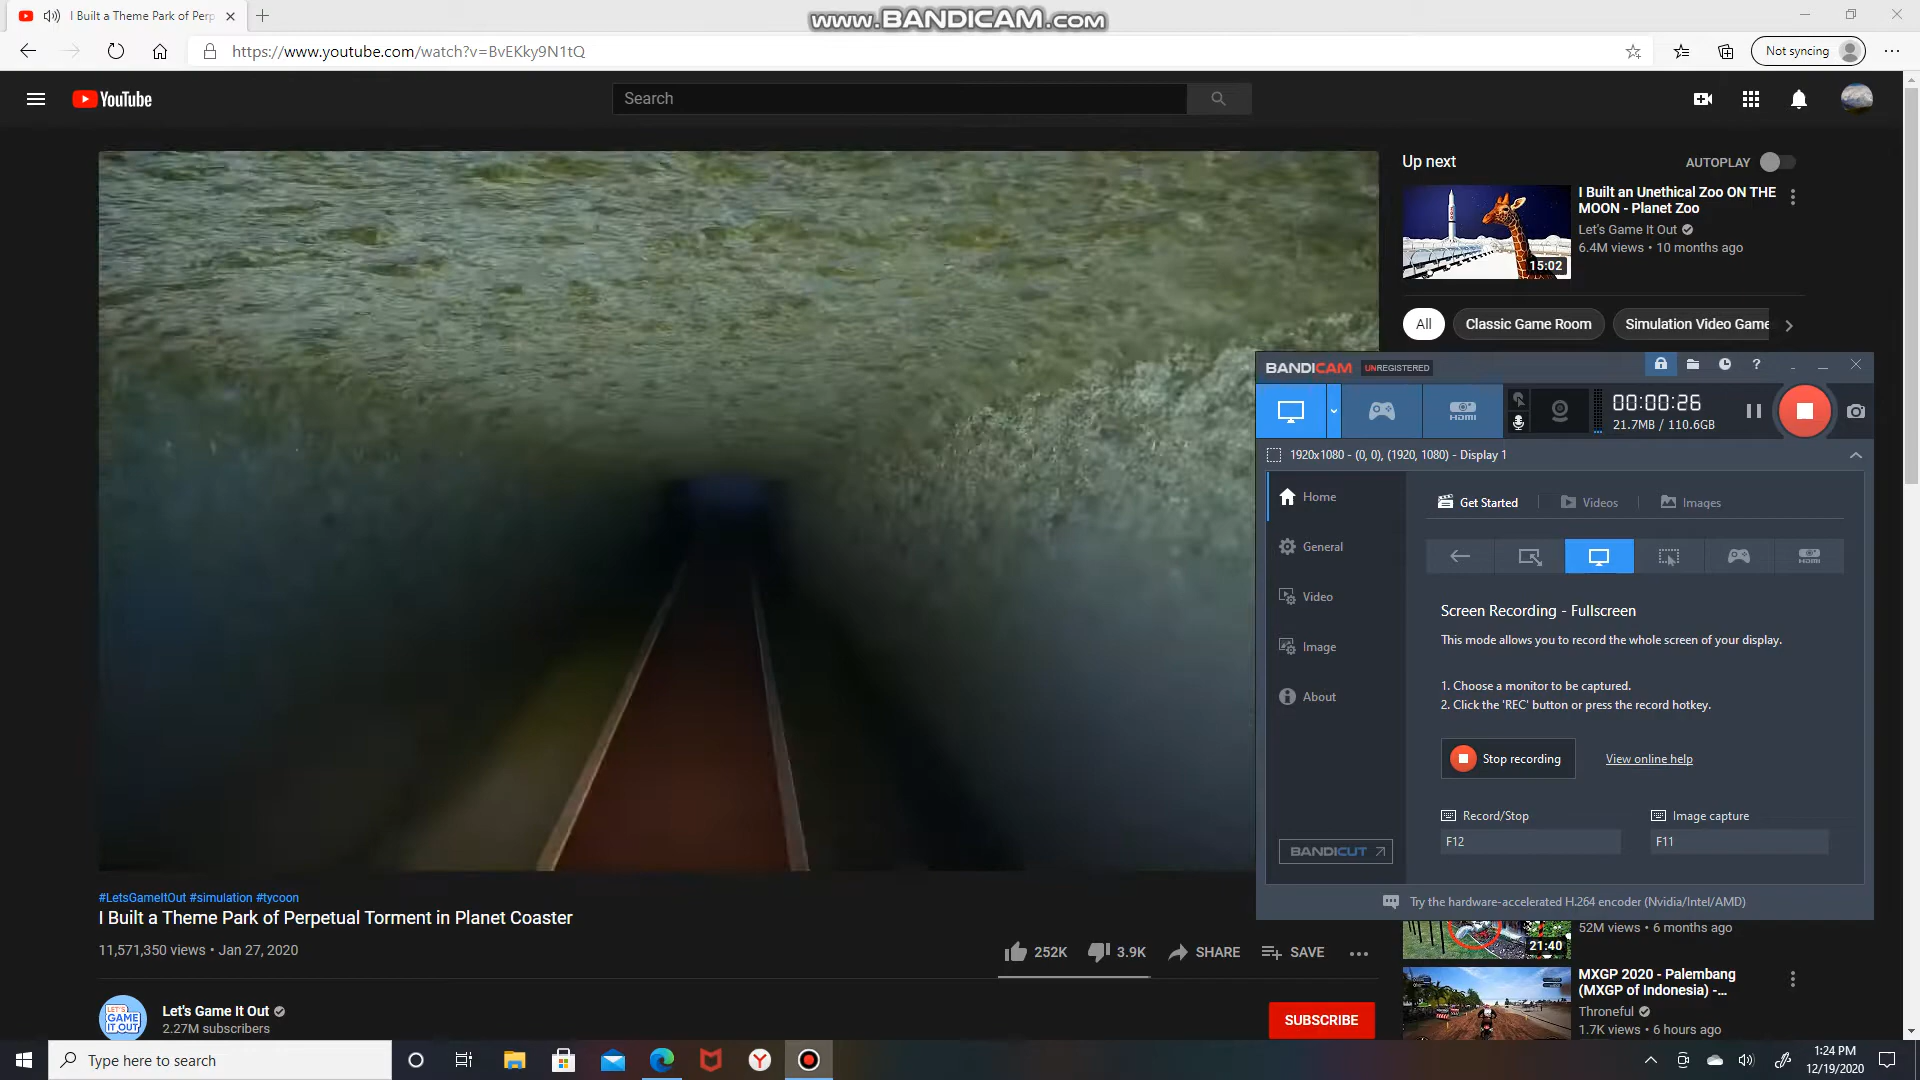 I Built a Theme Park of Perp
www.BANDICAM.com
https://www.youtube.com/watch?v=BvEKky9N1tQ
Not syncing
YouTube
Search
Up next
AUTOPLAY
I Built an Unethical Zoo ON THE
MOON - Planet Zoo
Let's Game It Out
6.4M views • 10 months ago
15:02
All
Classic Game Room
Simulation Video Game
BANDICAM
UNREGISTERED
HDMI
00:00:26
21.7MB / 110.6GB
1920x1080 - (0, 0), (1920, 1080) - Display 1
Home
General
Video
Image
About
BANDICUT
Get Started
Videos
Images
HDMI
Screen Recording - Fullscreen
This mode allows you to record the whole screen of your display.
1. Choose a monitor to be captured.
2. Click the 'REC' button or press the record hotkey.
Stop recording
View online help
Record/Stop
Image capture
F12
F11
Try the hardware-accelerated H.264 encoder (Nvidia/Intel/AMD)
#LetsGameItOut #simulation #tycoon
I Built a Theme Park of Perpetual Torment in Planet Coaster
11,571,350 views • Jan 27, 2020
252K
3.9K
SHARE
SAVE
LET'S
GAME
IT OUT
Let's Game It Out
2.27M subscribers
SUBSCRIBE
52M views • 6 months ago
21:40
MXGP 2020 - Palembang
(MXGP of Indonesia) -...
Throneful
1.7K views • 6 hours ago
Type here to search
1:24 PM
12/19/2020